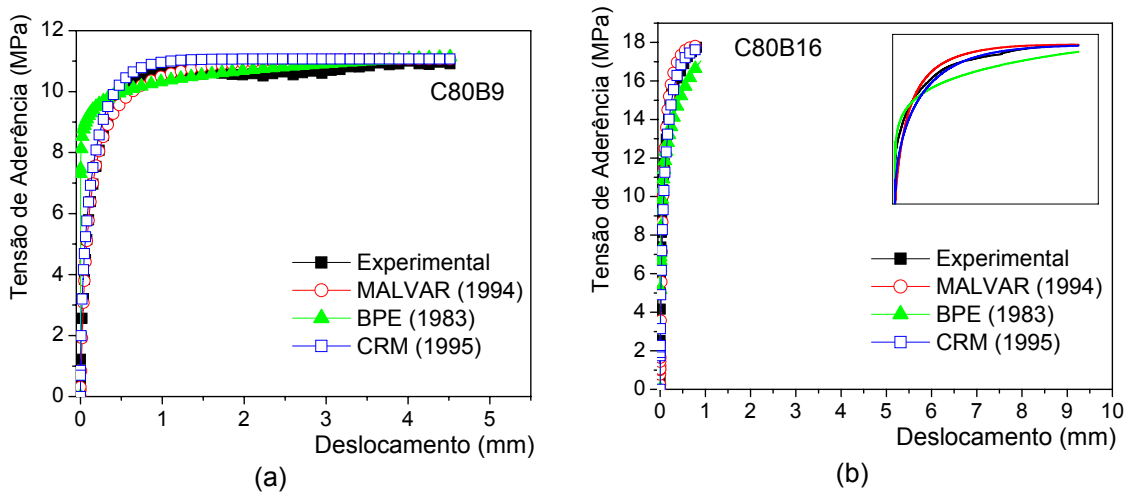 12
10
8
6
4
2
0
Tensão de Aderência (MPa)
C80B9
Experimental
MALVAR (1994)
BPE (1983)
CRM (1995)
0 1 2 3 4 5
Deslocamento (mm)
(a)
18
16
14
12
10
8
6
4
2
0
Tensão de Aderência (MPa)
C80B16
Experimental
MALVAR (1994)
BPE (1983)
CRM (1995)
0 1 2 3 4 5 6 7 8 9 10
Deslocamento (mm)
(b)